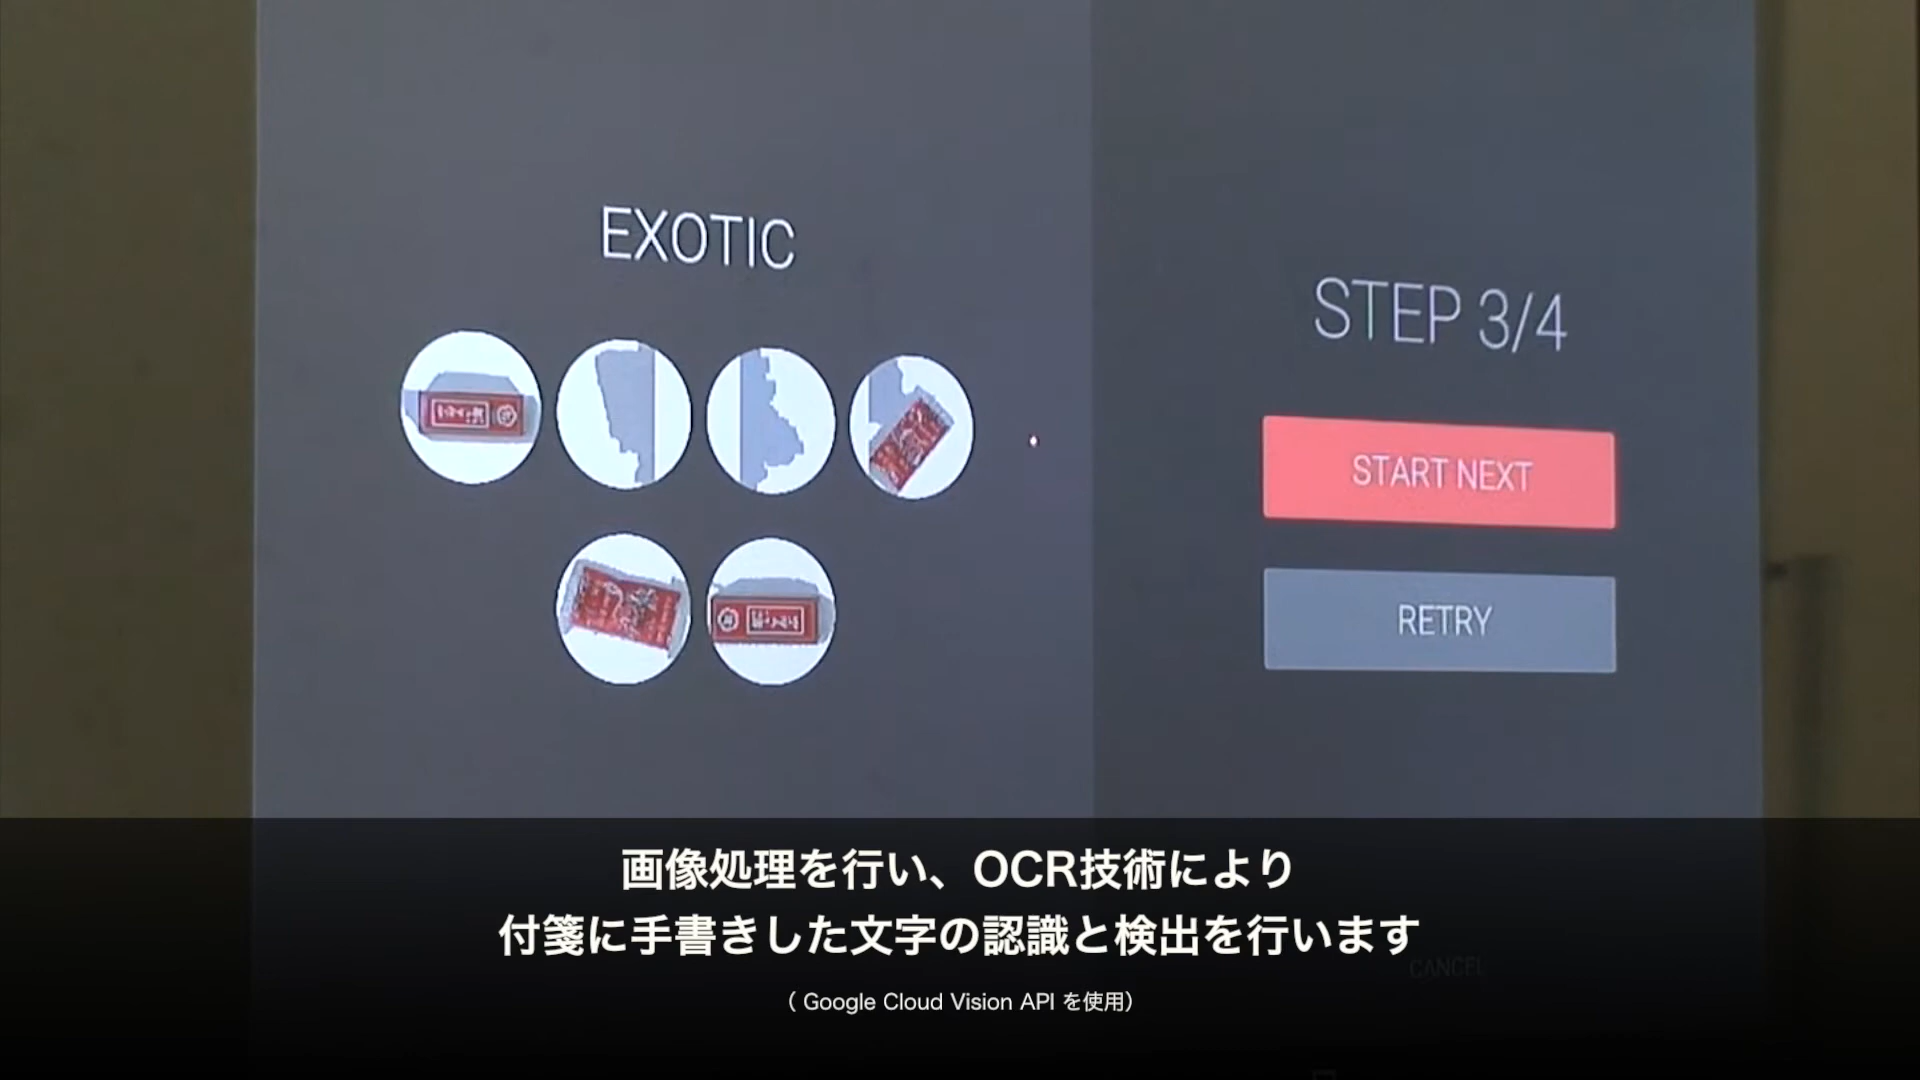 EXOTIC
STEP 3/4
START NEXT
RETRY
CANCEL
画像処理を行い、OCR技術により
付箋に手書きした文字の認識と検出を行います
（ Google Cloud Vision API を使用）